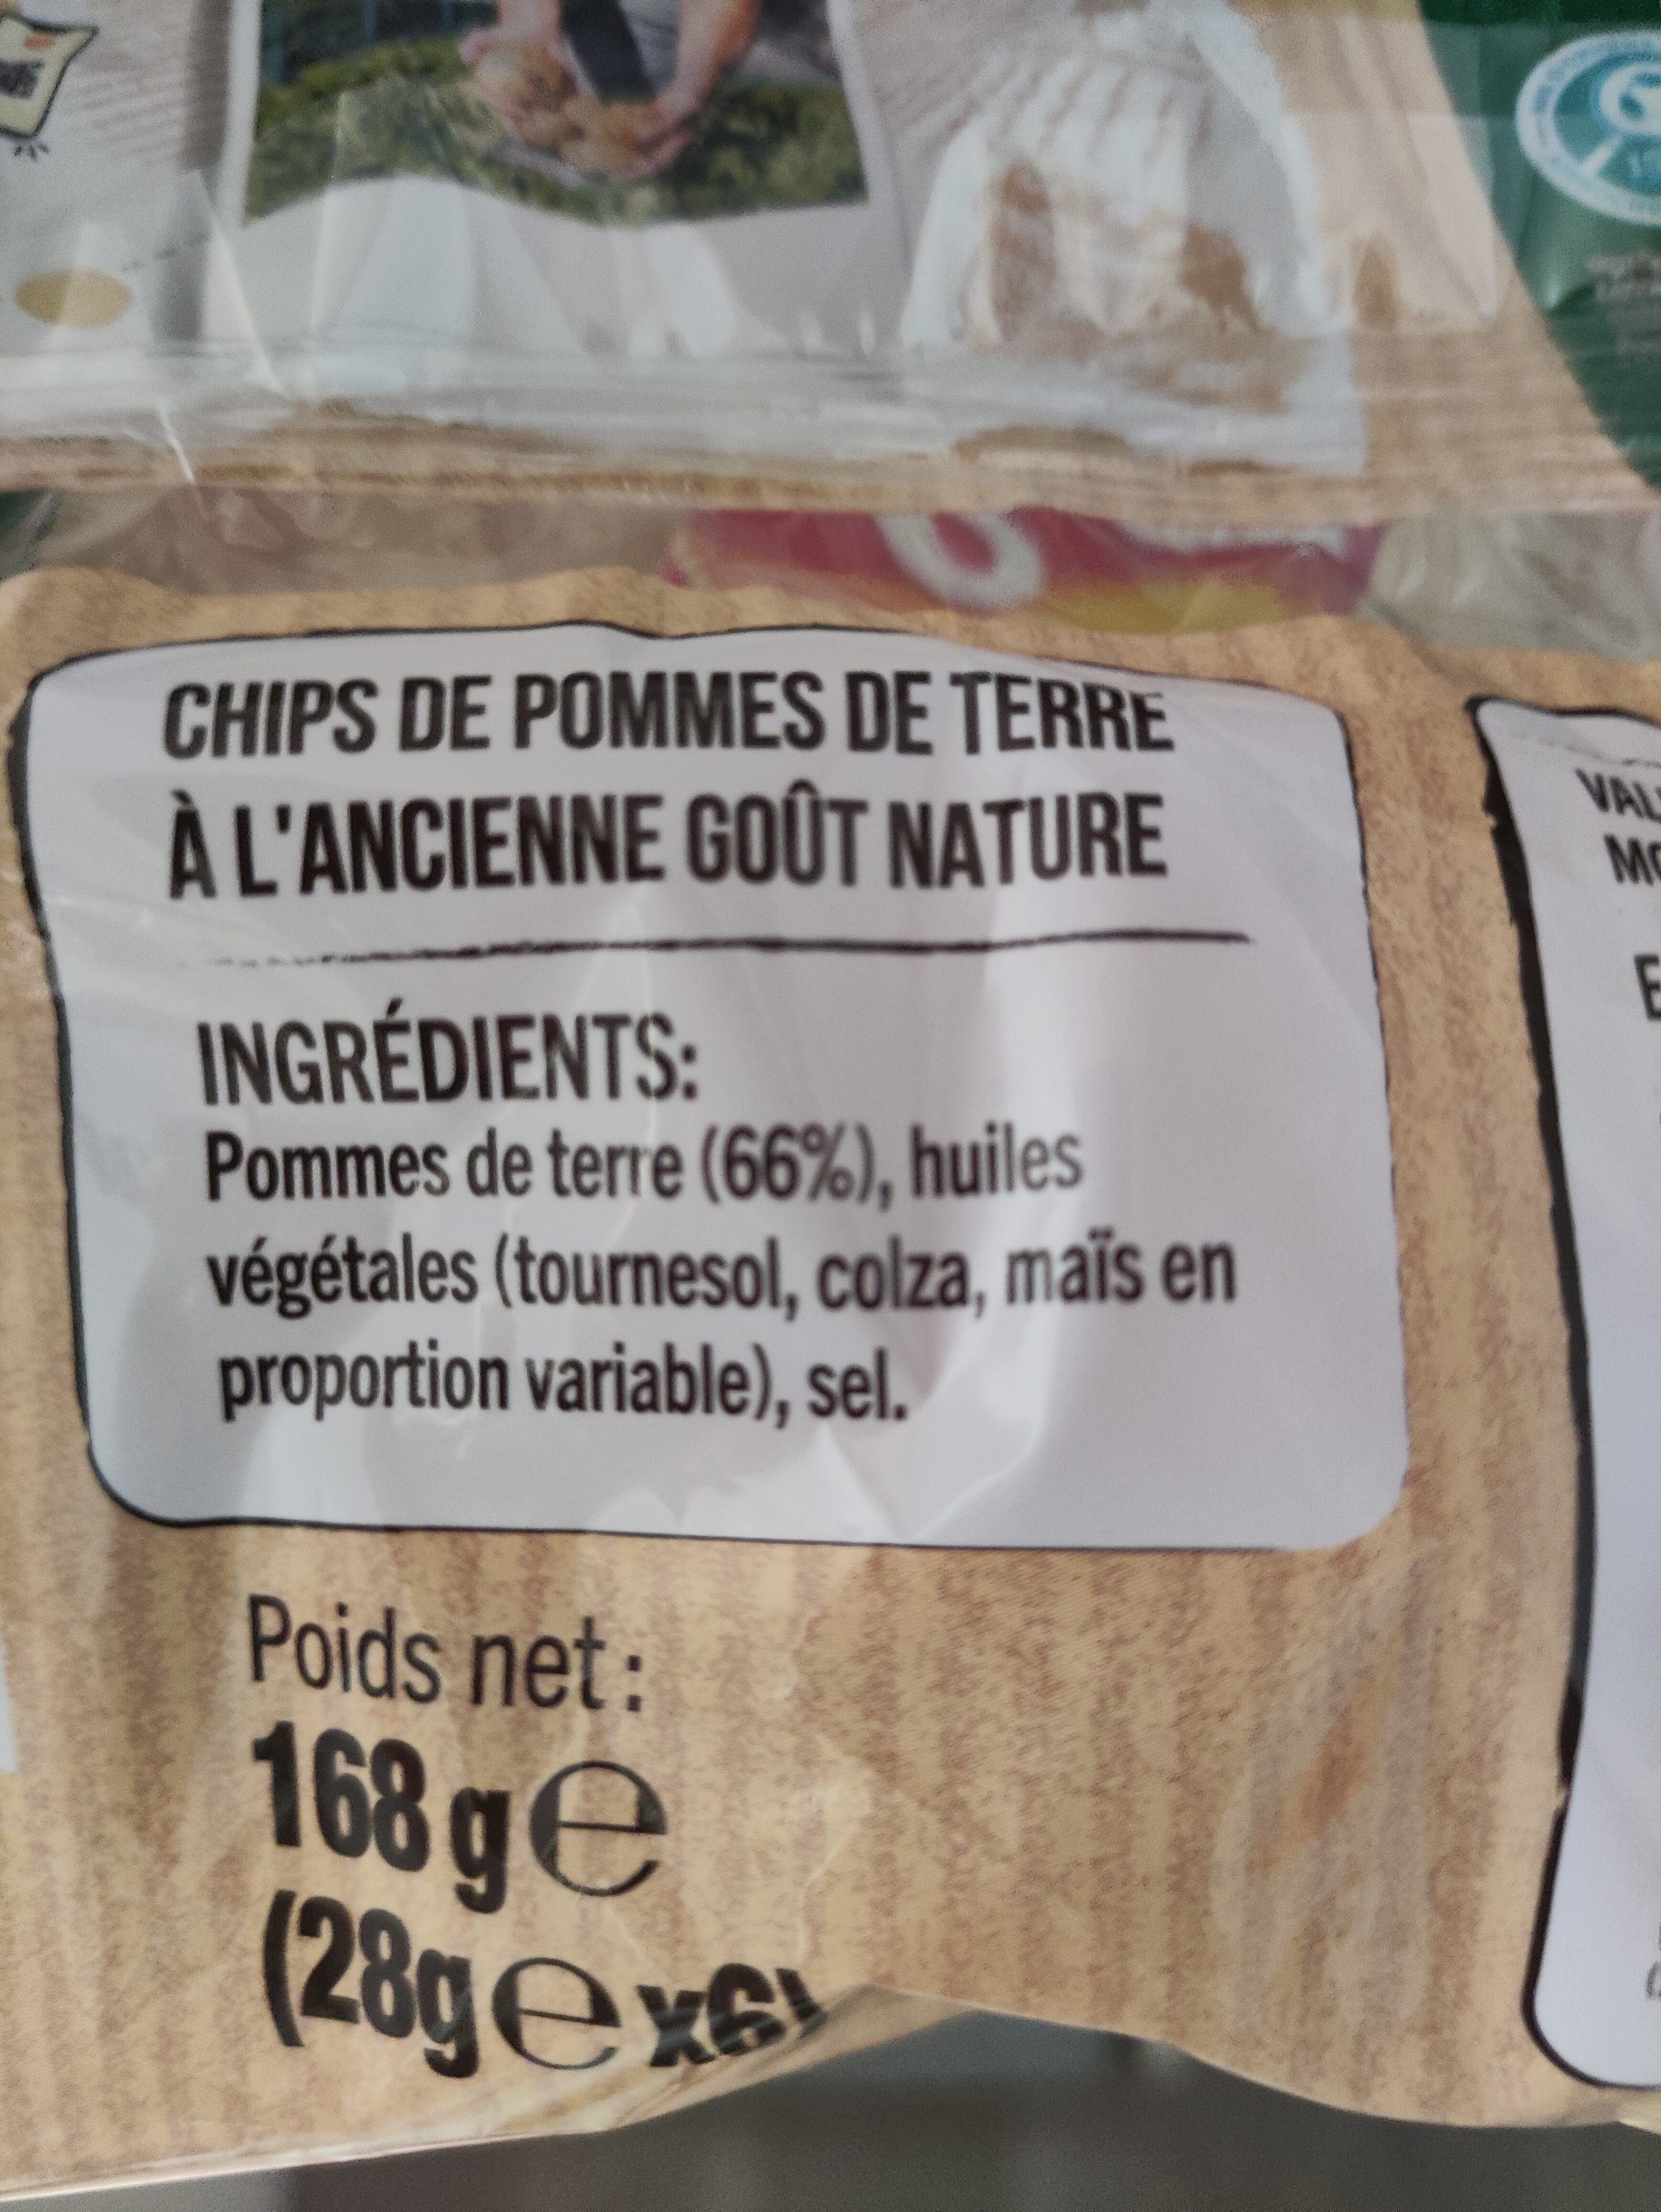 CHIPS DE POMMES DE TERRE
À L'ANCIENNE GOÛT NATURE
INGRÉDIENTS:
Pommes de terre (66%), huiles
végétales (tournesol, colza, maïs en
proportion variable), sel.
Poids net :
168 g e
(28g e x6)